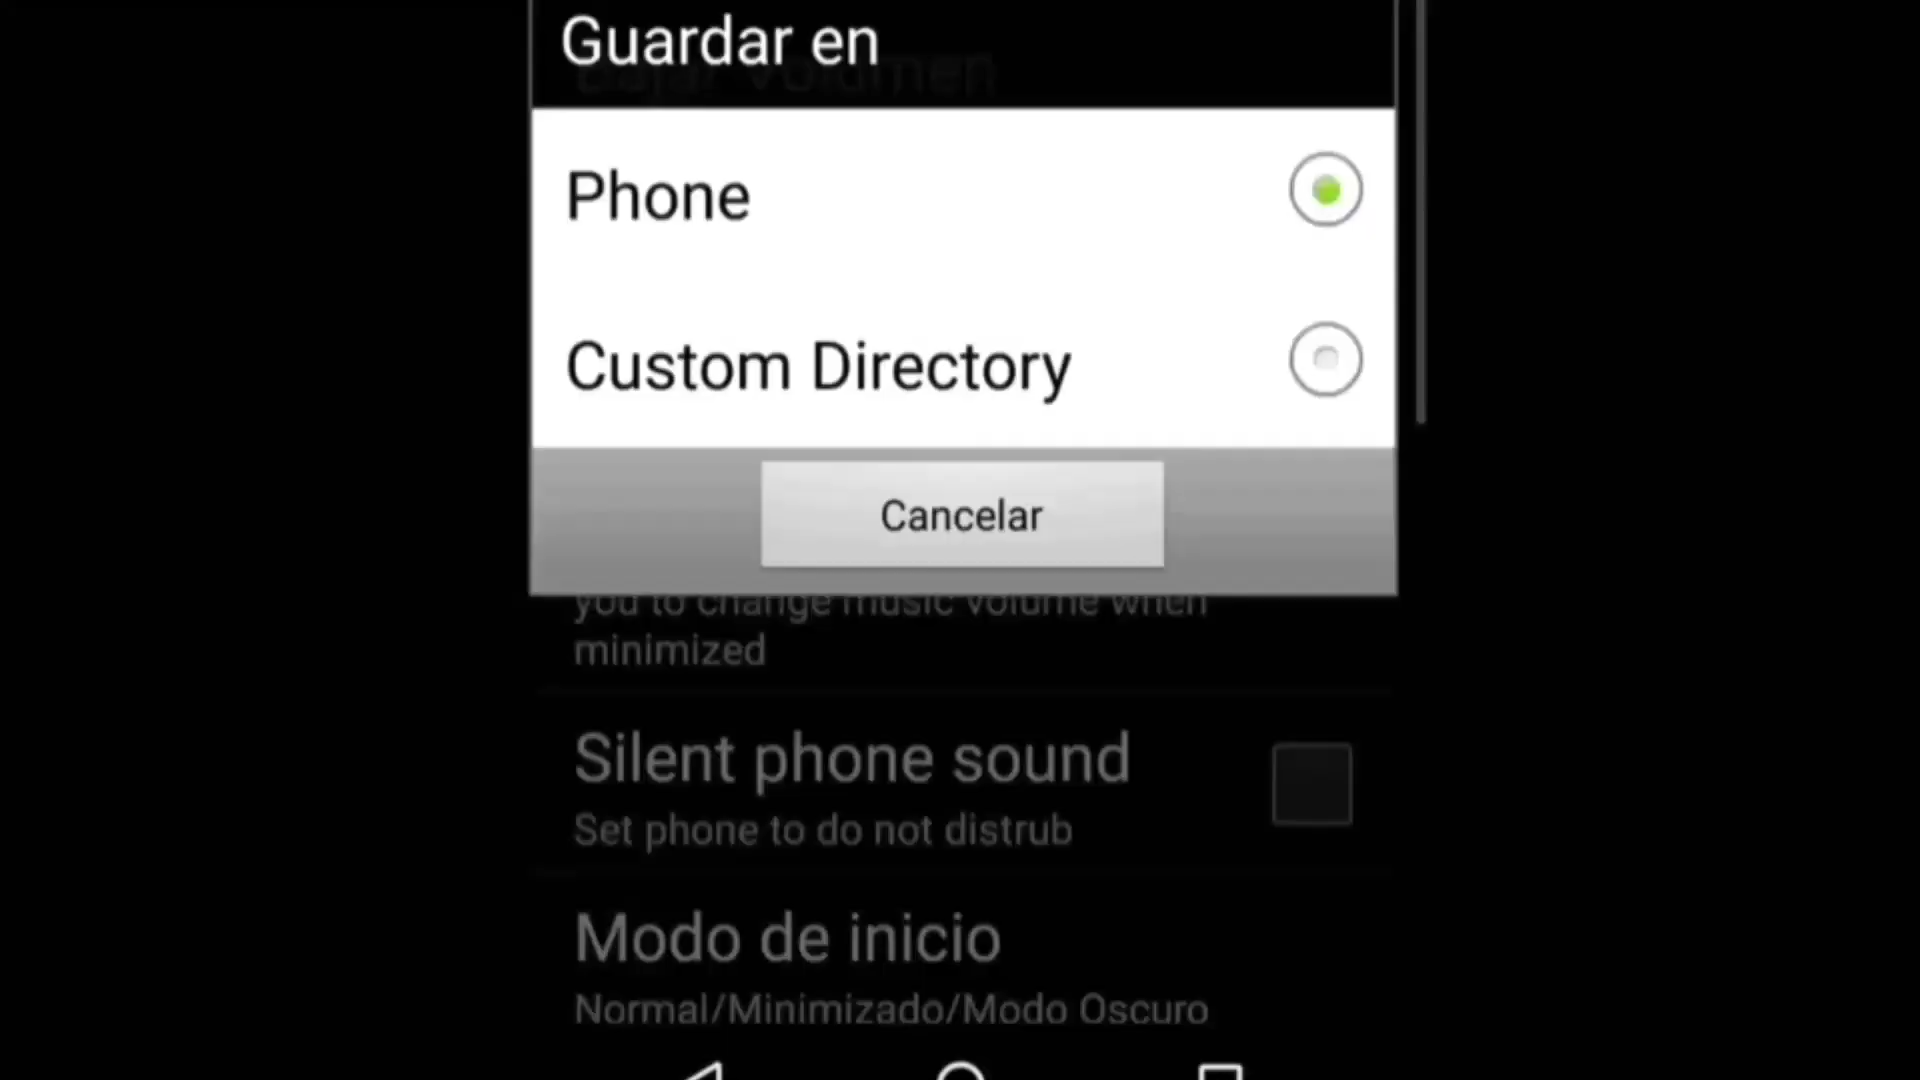 Guardar en
Bajar volumen
Phone
Custom Directory
Cancelar
you to change music volume when
minimized
Silent phone sound
Set phone to do not distrub
Modo de inicio
Normal/Minimizado/Modo Oscuro